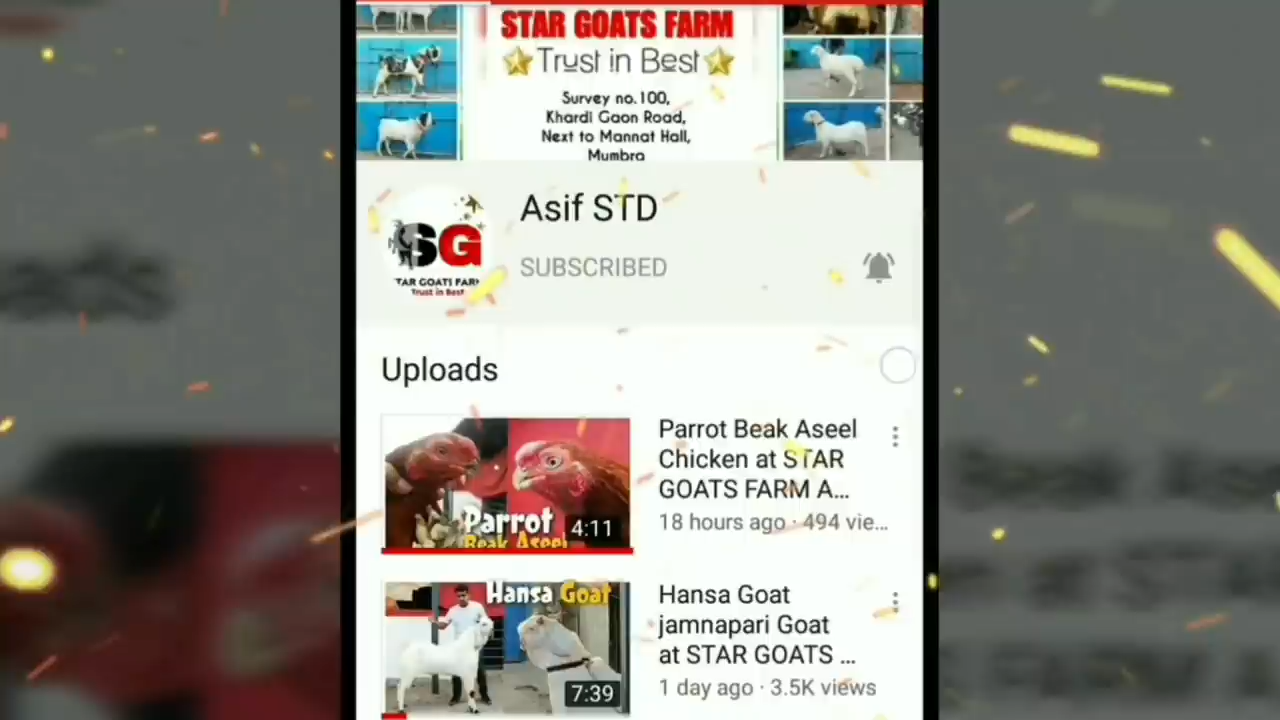 STAR GOATS FARM
Trust in Best
Survey no.100,
Khardi Gaon Road,
Next to Mannat Hall,
Mumbra
SG
TAR GOATS FAR
Trust in Best
Asif STD
SUBSCRIBED
Uploads
Parrot
Beak Aseel
4:11
Parrot Beak Aseel
Chicken at STAR
GOATS FARM A...
18 hours ago · 494 vie...
Hansa Goat
7:39
Hansa Goat
jamnapari Goat
at STAR GOATS ...
1 day ago · 3.5K views